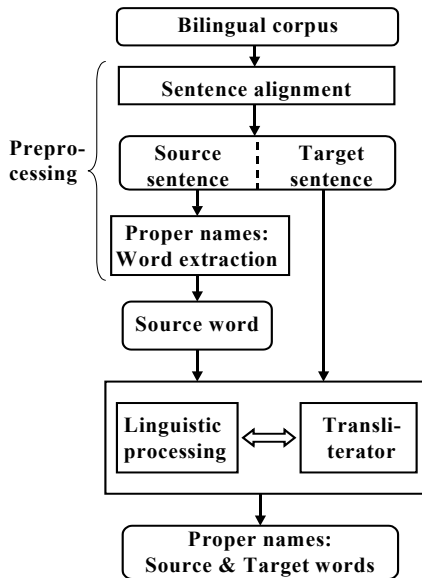 Bilingual corpus
Sentence alignment
Prepro-
cessing
Source
sentence
Target
sentence
Proper names:
Word extraction
Source word
Linguistic
processing
Transli-
terator
Proper names:
Source & Target words